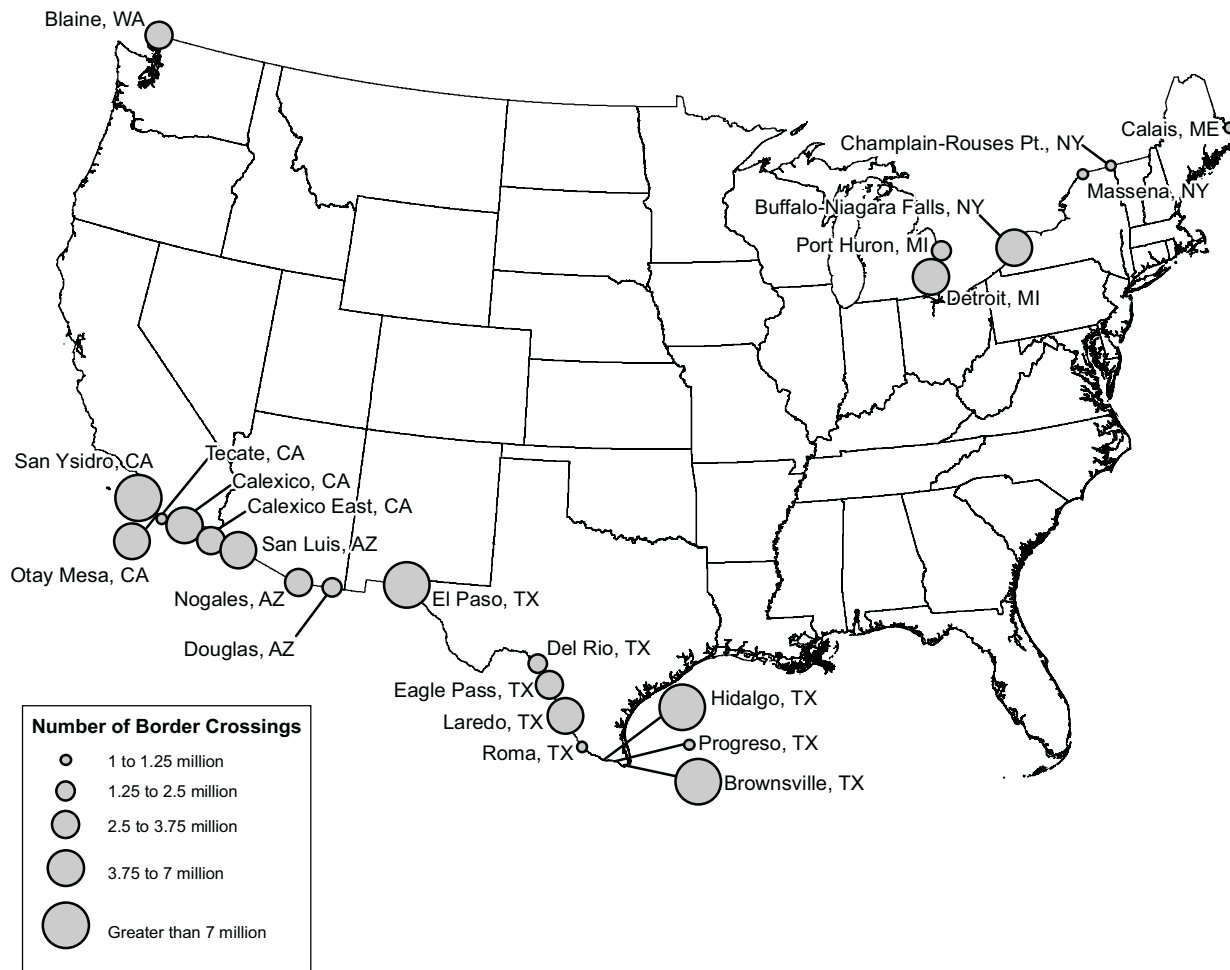 Blaine, WA
Calais, ME
Champlain-Rouses Pt., NY
Massena, NY
Buffalo-Niagara Falls, NY
Port Huron, MI
Detroit, MI
Tecate, CA
San Ysidro, CA
Calexico, CA
Calexico East, CA
San Luis, AZ
Otay Mesa, CA
Nogales, AZ
El Paso, TX
Douglas, AZ
Del Rio, TX
Eagle Pass, TX
Hidalgo, TX
Laredo, TX
Roma, TX
Progreso, TX
Brownsville, TX
Number of Border Crossings
1 to 1.25 million
1.25 to 2.5 million
2.5 to 3.75 million
3.75 to 7 million
Greater than 7 million